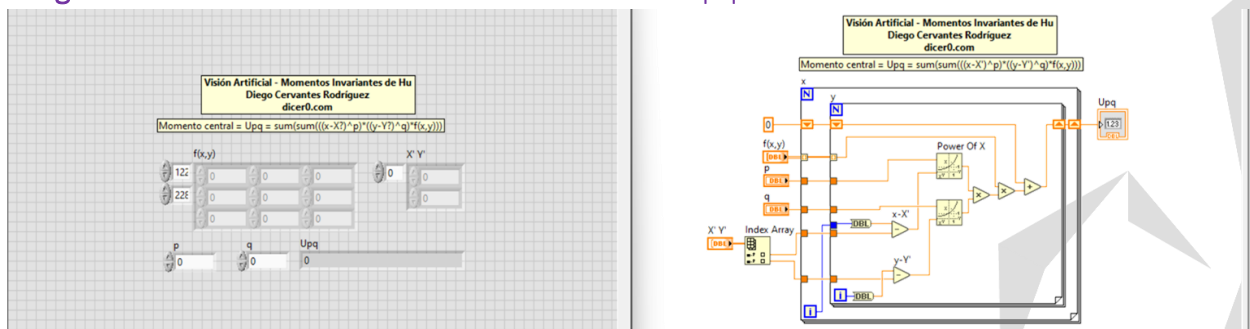 Visión Artificial - Momentos Invariantes de Hu
Diego Cervantes Rodríguez
dicer0.com
Momento central = Upq = sum(sum(((x-X?)^p)*((y-Y?)^q)*f(x,y)))
f(x,y)
X' Y'
122
0
0
0
0
0
228
0
0
0
0
0
0
0
p
q
Upq
0
0
0
Visión Artificial - Momentos Invariantes de Hu
Diego Cervantes Rodríguez
dicer0.com
Momento central = Upq = sum(sum(((x-X')^p)*((y-Y')^q)*f(x,y)))
x
N
y
N
Upq
0
1.23
DBL
f(x,y)
DBL
Power Of X
p
DBL
q
DBL
x-X'
DBL
X' Y'
DBL
Index Array
y-Y'
i
DBL
i